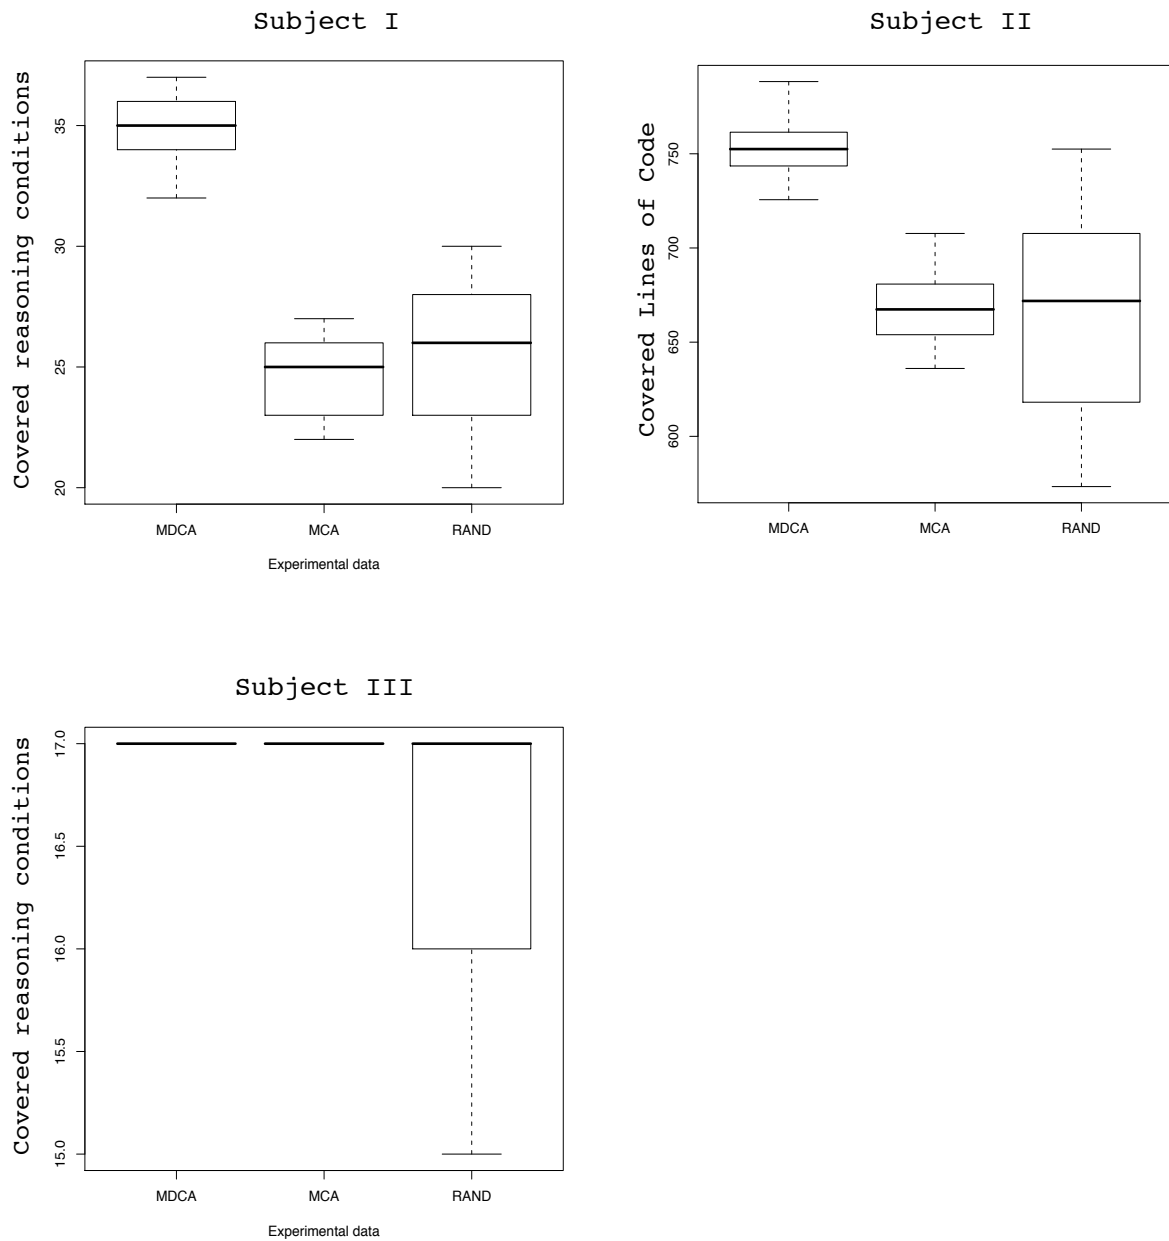 Subject I
Covered reasoning conditions
35
30
25
20
MDCA MCA RAND
Experimental data
Subject II
Covered Lines of Code
750
700
650
600
MDCA MCA RAND
Subject III
Covered reasoning conditions
17.0
16.5
16.0
15.5
15.0
MDCA MCA RAND
Experimental data